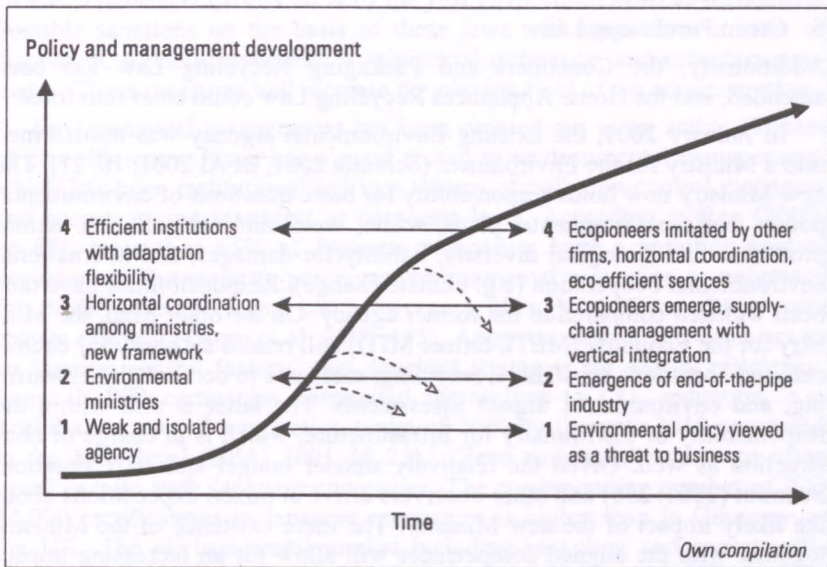 Policy and management development
4 Efficient institutions
with adaptation
flexibility
3 Horizontal coordination
among ministries,
new framework
2 Environmental
ministries
1 Weak and isolated
agency
4 Ecopioneers imitated by other
firms, horizontal coordination,
eco-efficient services
3 Ecopioneers emerge, supply-
chain management with
vertical integration
2 Emergence of end-of-the-pipe
industry
1 Environmental policy viewed
as a threat to business
Time
Own compilation